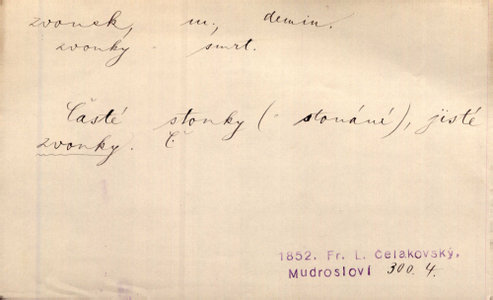 zvonek, m., demin.
zvonky - smrt.
Časté stonky (= stonání), jisté
zvonky. Č.
1852. Fr. L. Čelakovský,
Mudrosloví 300. 4.